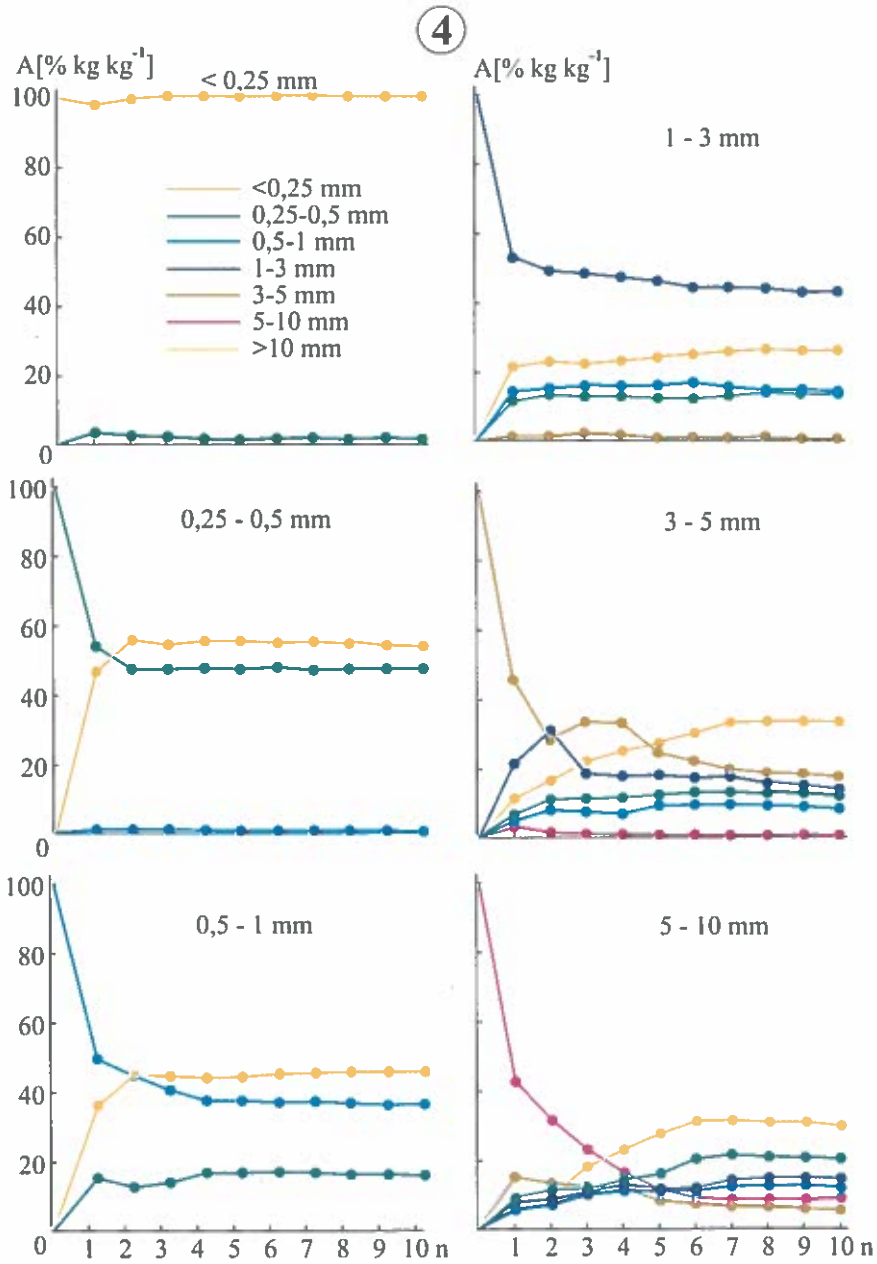 4
A[% kg kg⁻¹]
< 0,25 mm
100
80
60
40
20
0
<0,25 mm
0,25-0,5 mm
0,5-1 mm
1-3 mm
3-5 mm
5-10 mm
>10 mm
A[% kg kg⁻¹]
1 - 3 mm
0,25 - 0,5 mm
100
80
60
40
20
0
3 - 5 mm
0,5 - 1 mm
100
80
60
40
20
0
1 2 3 4 5 6 7 8 9 10 n
5 - 10 mm
1 2 3 4 5 6 7 8 9 10 n